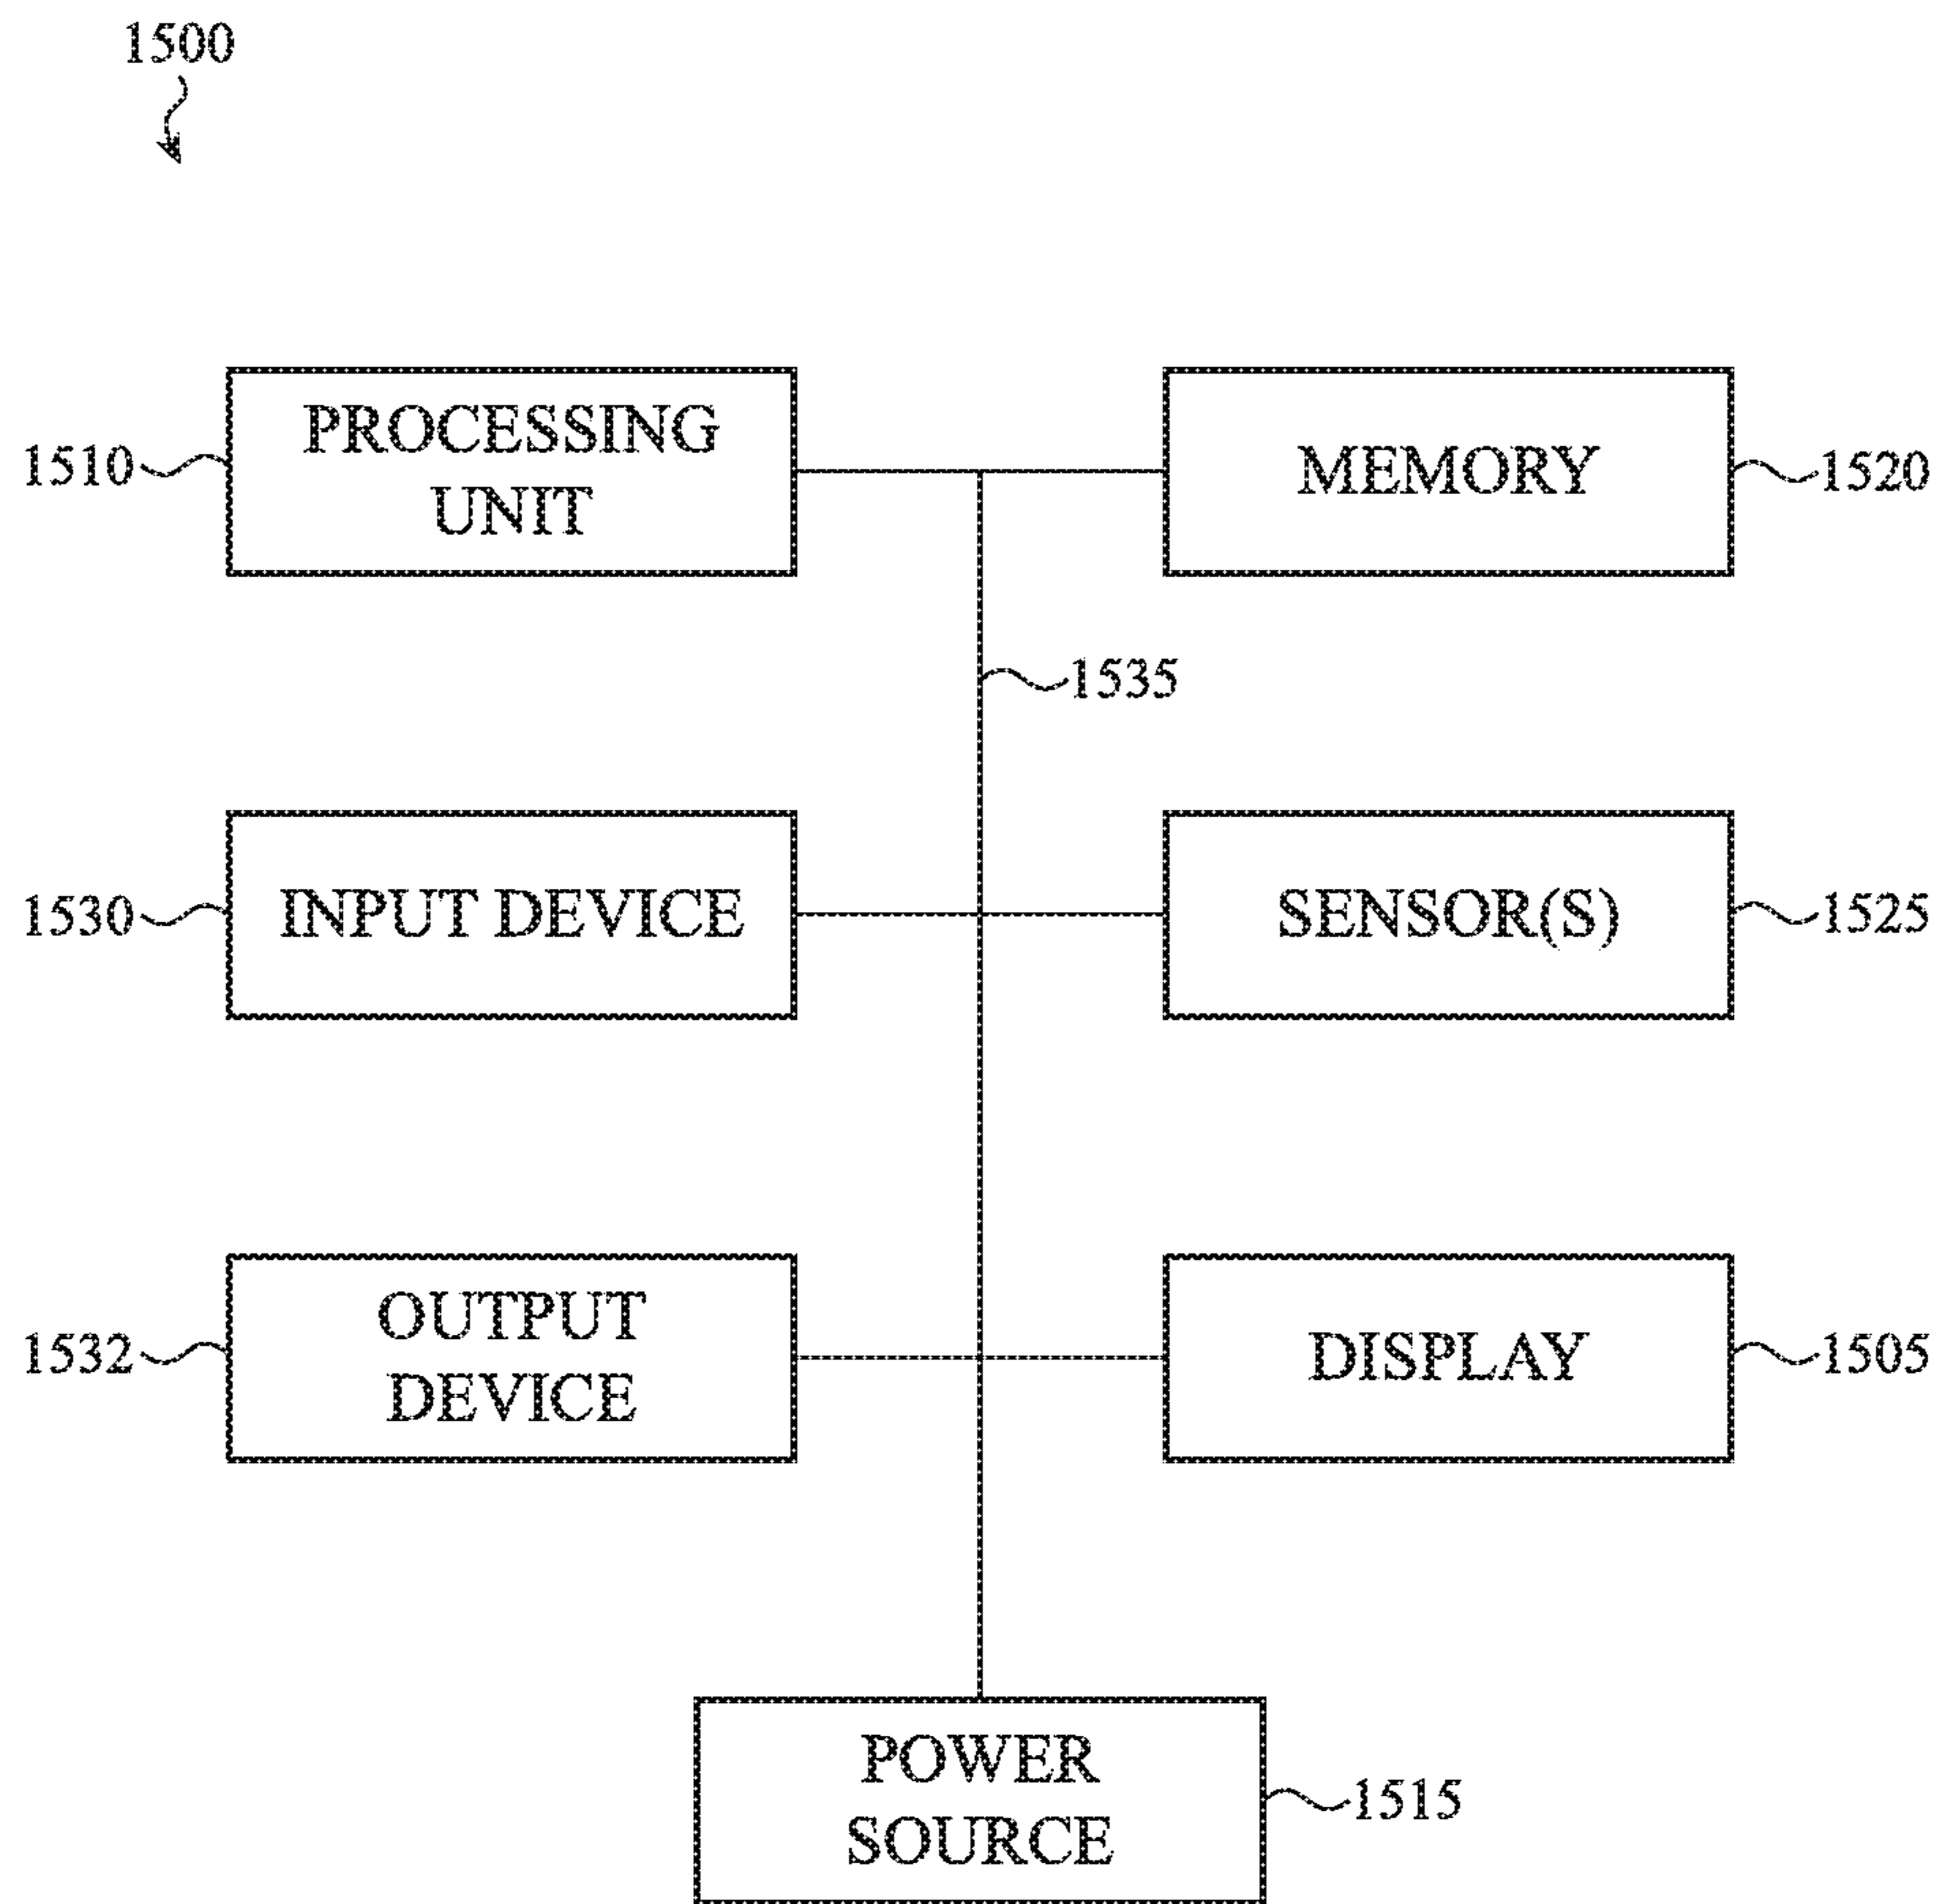 1500
PROCESSING
UNIT
1510
MEMORY
1520
1535
INPUT DEVICE
1530
SENSOR(S)
1525
OUTPUT
DEVICE
1532
DISPLAY
1505
POWER
SOURCE
1515